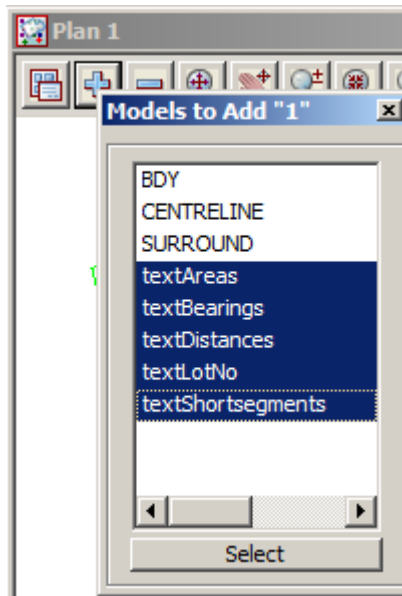 Plan 1
Models to Add "1"
BDY
CENTRELINE
SURROUND
textAreas
textBearings
textDistances
textLotNo
textShortsegments
Select